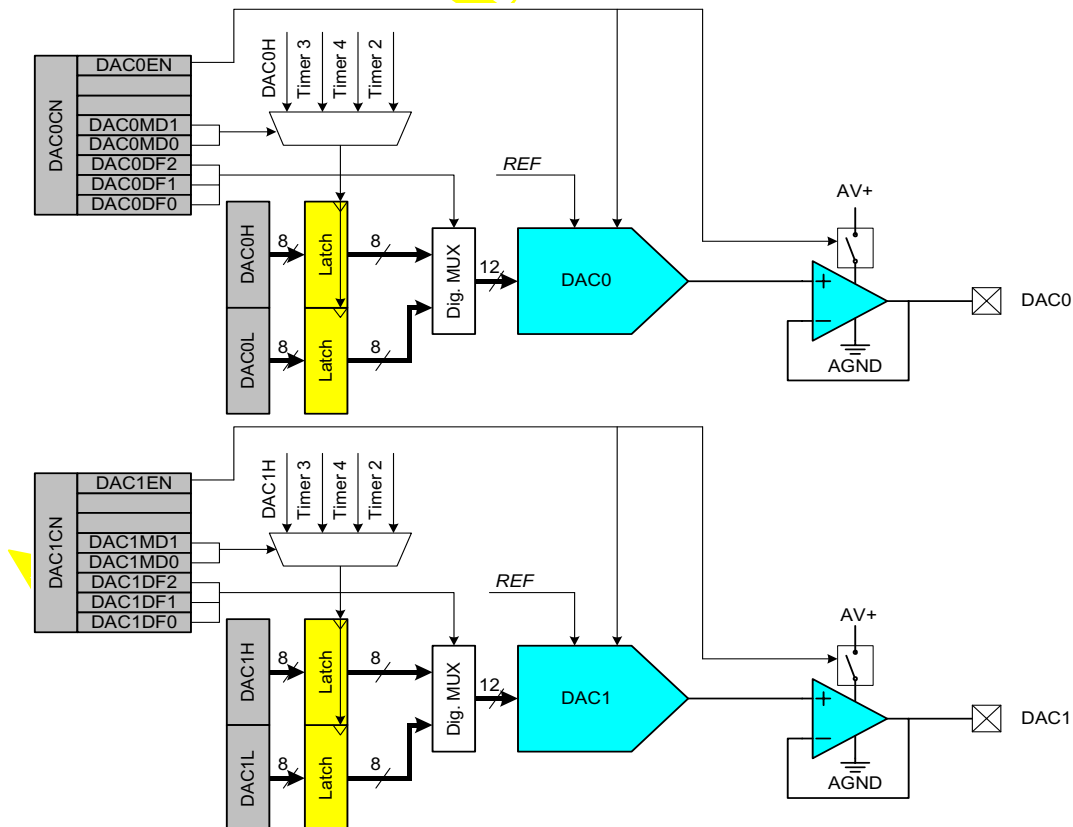 DAC0CN
DAC0EN
DAC0MD1
DAC0MD0
DAC0DF2
DAC0DF1
DAC0DF0
DAC0H
Timer 3
Timer 4
Timer 2
DAC0H
8
Latch
8
DAC0L
8
Latch
8
Dig. MUX
12
REF
DAC0
AV+
+
−
AGND
DAC0
DAC1CN
DAC1EN
DAC1MD1
DAC1MD0
DAC1DF2
DAC1DF1
DAC1DF0
DAC1H
Timer 3
Timer 4
Timer 2
DAC1H
8
Latch
8
DAC1L
8
Latch
8
Dig. MUX
12
REF
DAC1
AV+
+
−
AGND
DAC1